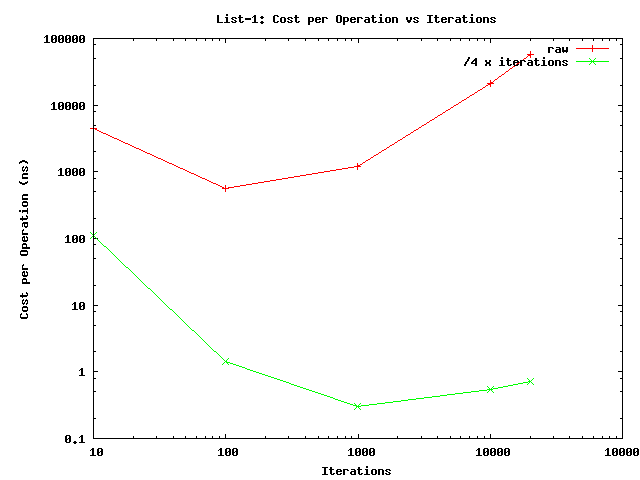 List-1: Cost per Operation vs Iterations
raw
/4 x iterations
Cost per Operation (ns)
100000
10000
1000
100
10
1
0.1
10
100
1000
10000
10000
Iterations